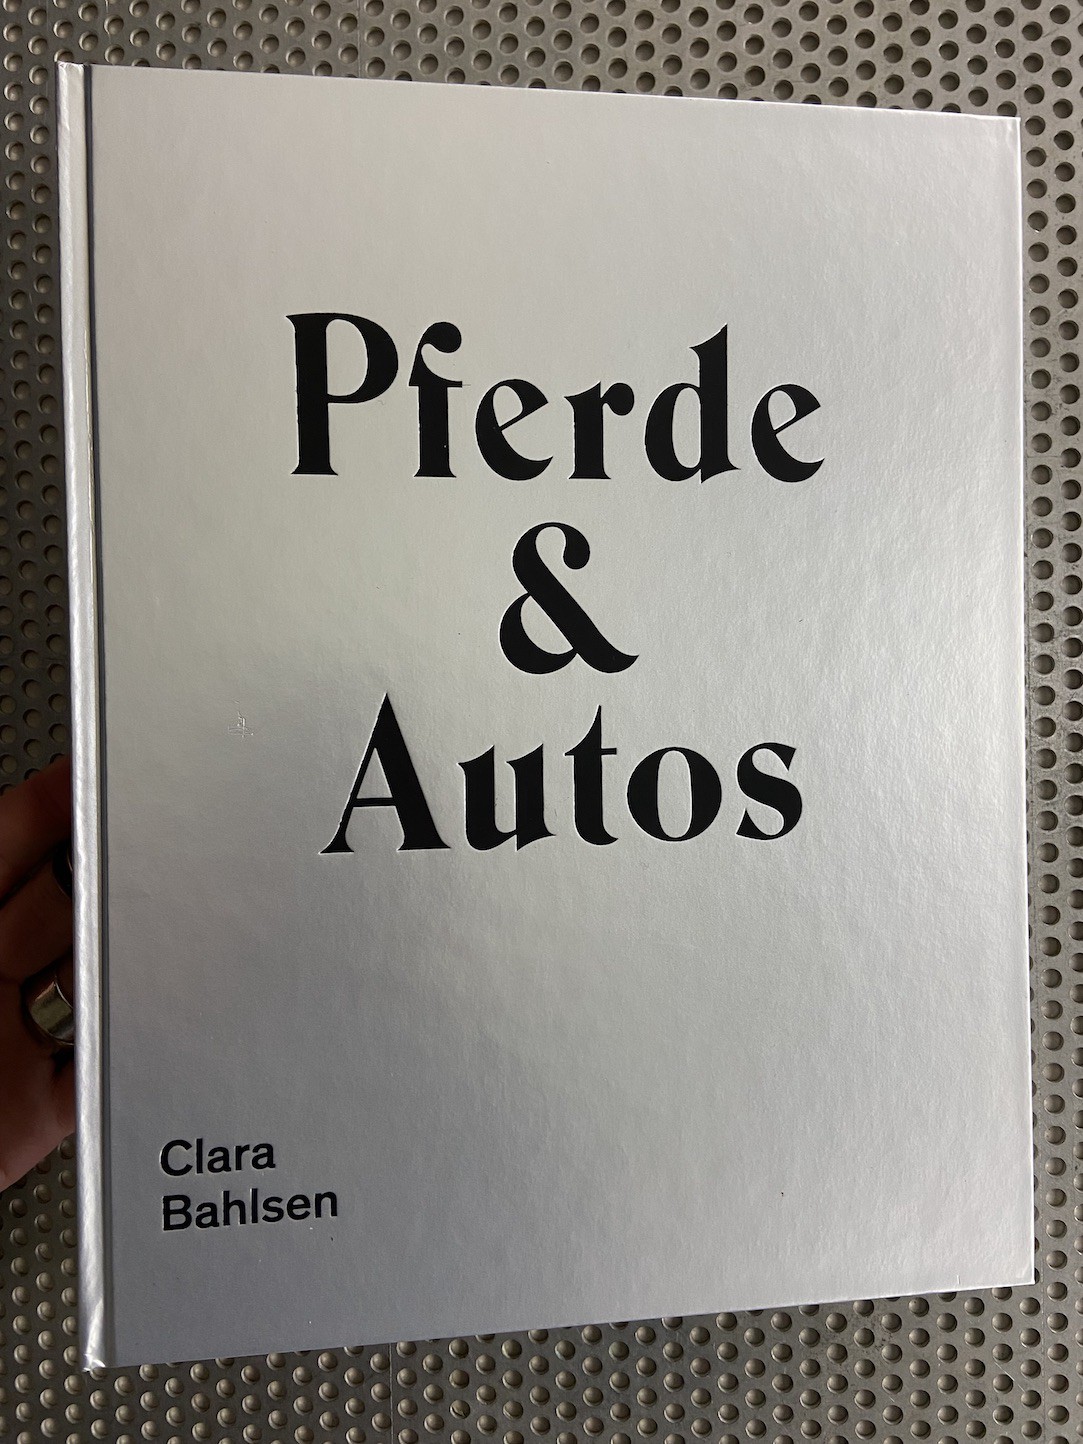 Pferde
&
Autos
Clara
Bahlsen